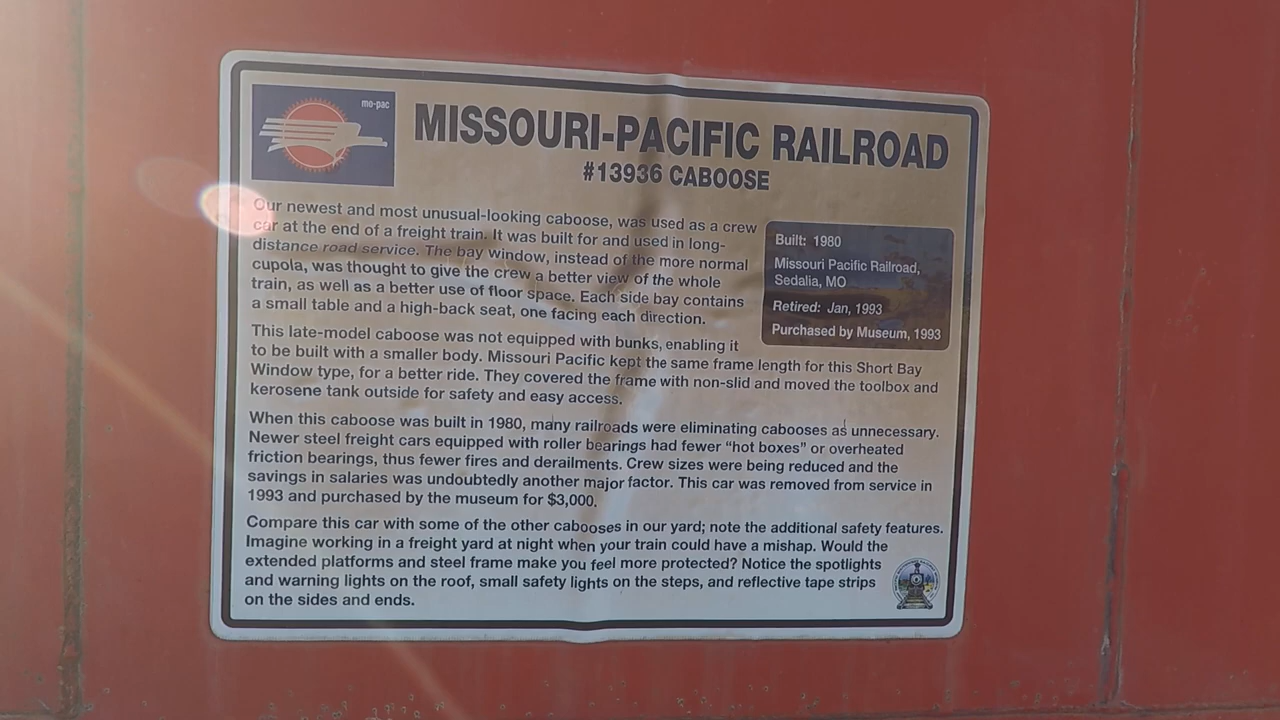 mo-pac
MISSOURI-PACIFIC RAILROAD
#13936 CABOOSE
Our newest and most unusual-looking caboose, was used as a crew
car at the end of a freight train. It was built for and used in long-
distance road service. The bay window, instead of the more normal
cupola, was thought to give the crew a better view of the whole
train, as well as a better use of floor space. Each side bay contains
a small table and a high-back seat, one facing each direction.
Built: 1980
Missouri Pacific Railroad,
Sedalia, MO
Retired: Jan, 1993
Purchased by Museum, 1993
This late-model caboose was not equipped with bunks, enabling it
to be built with a smaller body. Missouri Pacific kept the same frame length for this Short Bay
Window type, for a better ride. They covered the frame with non-slid and moved the toolbox and
kerosene tank outside for safety and easy access.
When this caboose was built in 1980, many railroads were eliminating cabooses as unnecessary.
Newer steel freight cars equipped with roller bearings had fewer “hot boxes” or overheated
friction bearings, thus fewer fires and derailments. Crew sizes were being reduced and the
savings in salaries was undoubtedly another major factor. This car was removed from service in
1993 and purchased by the museum for $3,000.
Compare this car with some of the other cabooses in our yard; note the additional safety features.
Imagine working in a freight yard at night when your train could have a mishap. Would the
extended platforms and steel frame make you feel more protected? Notice the spotlights
and warning lights on the roof, small safety lights on the steps, and reflective tape strips
on the sides and ends.